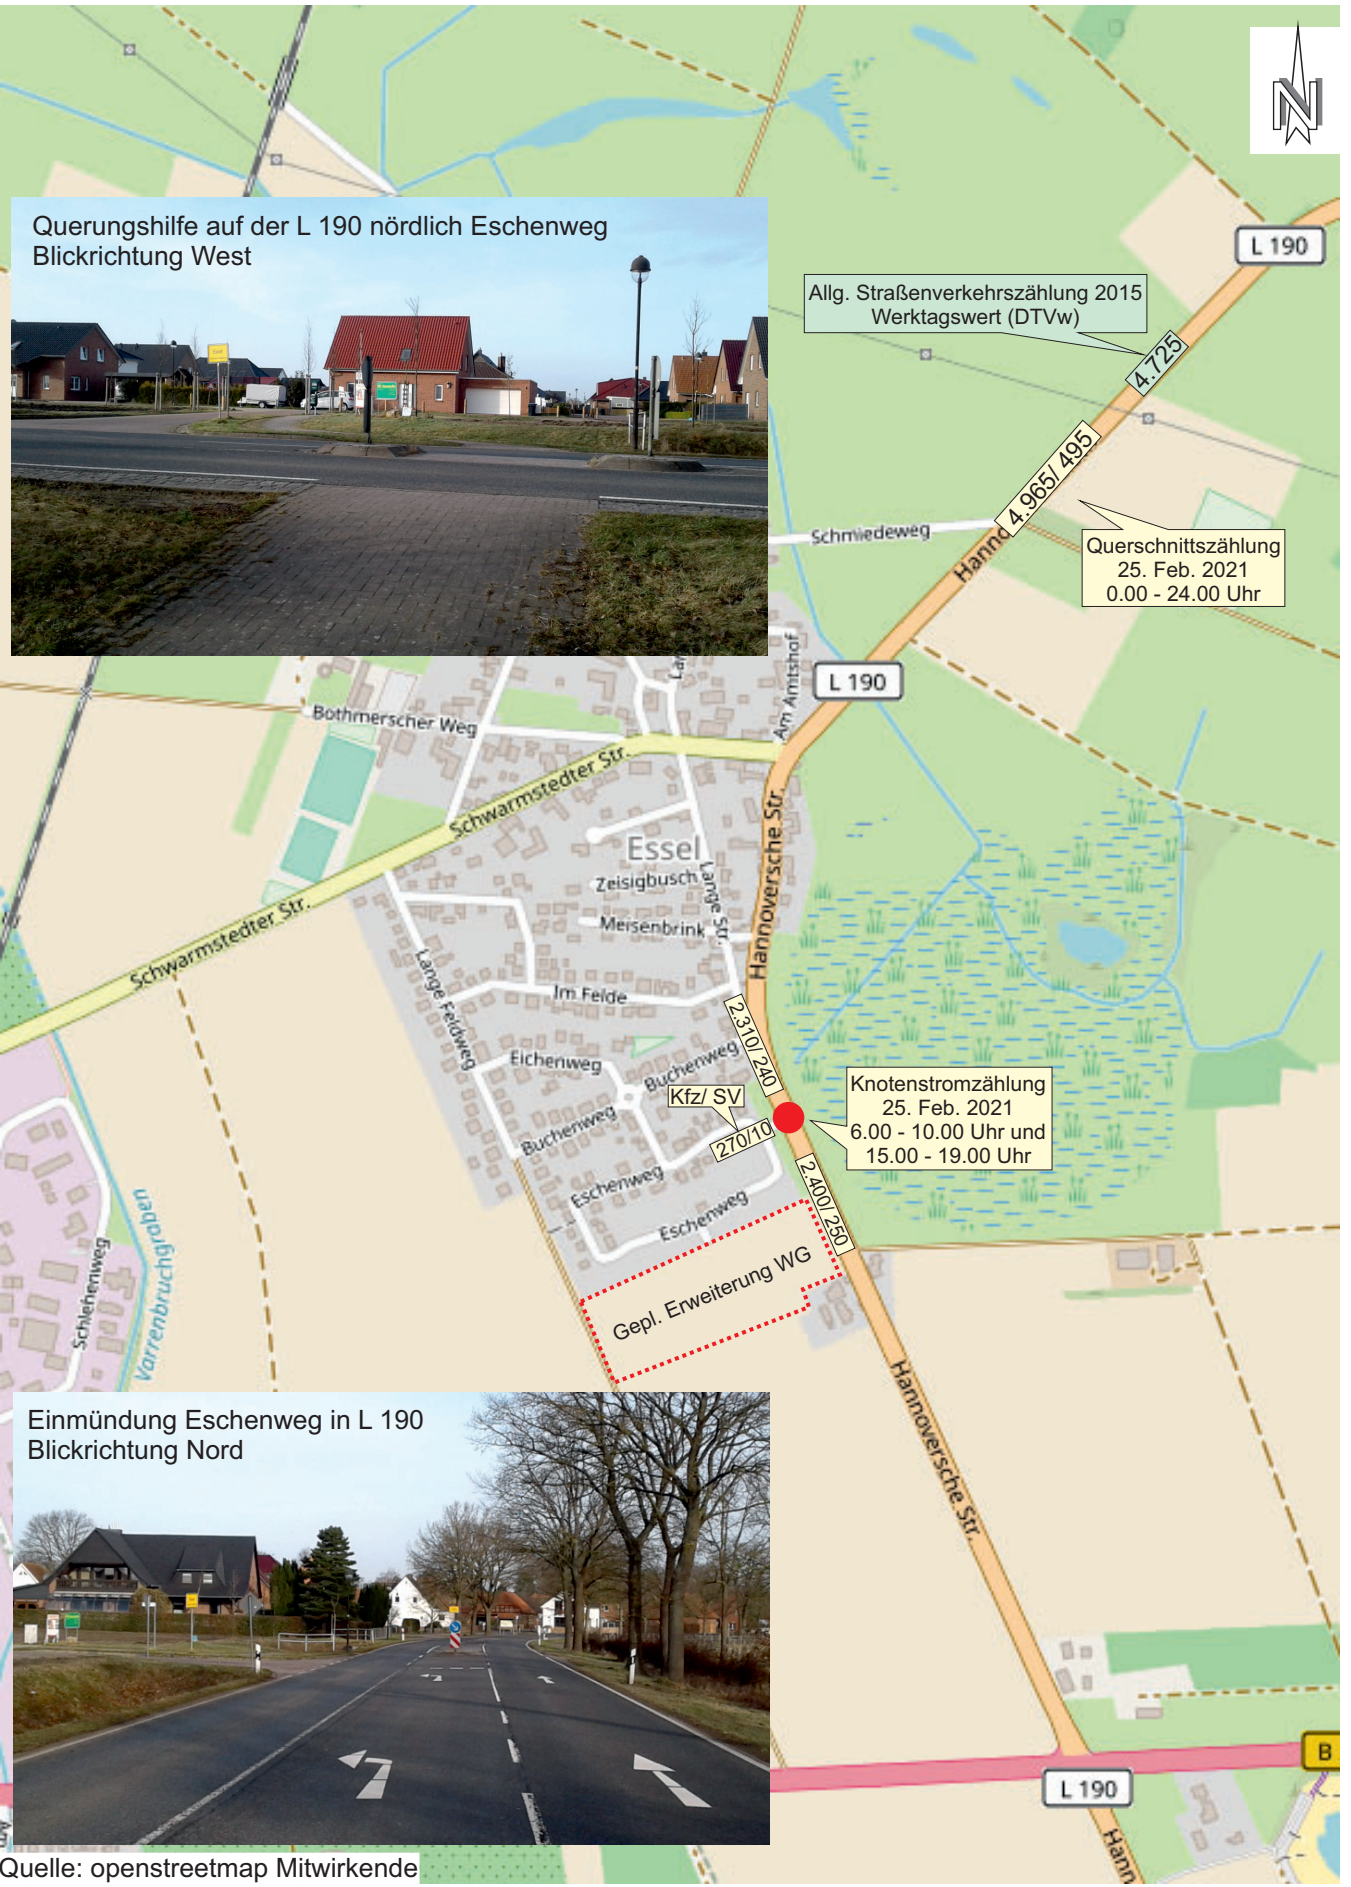 N
Querungshilfe auf der L 190 nördlich Eschenweg
Blickrichtung West
L 190
Allg. Straßenverkehrszählung 2015
Werktagswert (DTVw)
4.725
4.965/ 495
Schmiedeweg
Querschnittszählung
25. Feb. 2021
0.00 - 24.00 Uhr
Hanno
Am Amtshof
L 190
Bothmerscher Weg
Schwarmstedter Str.
Hannoversche Str.
Essel
Zeisigbusch
Lange Str.
Meisenbrink
Schwarmstedter Str.
Lange Feldweg
Im Felde
2.310/ 240
Eichenweg
Buchenweg
Kfz/ SV
Knotenstromzählung
25. Feb. 2021
6.00 - 10.00 Uhr und
15.00 - 19.00 Uhr
Buchenweg
270/10
Eschenweg
2.400/ 250
Eschenweg
Varrenbruchgraben
Schlehenweg
Gepl. Erweiterung WG
Hannoversche Str.
Einmündung Eschenweg in L 190
Blickrichtung Nord
B
L 190
Hann
Quelle: openstreetmap Mitwirkende